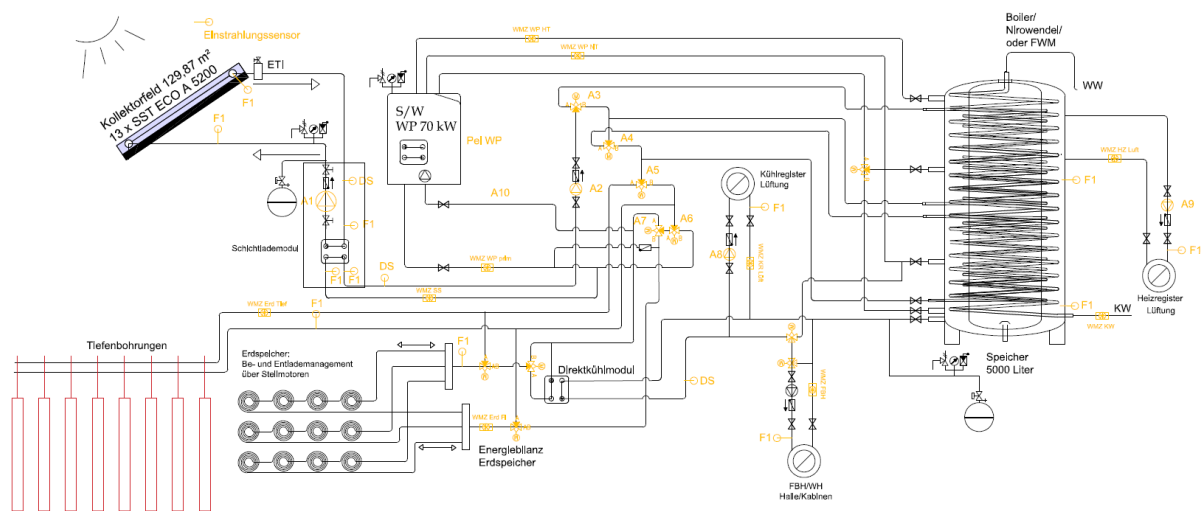 Einstrahlungssensor
ETI
Kollektorfeld 129,87 m²
13 x SST ECO A 5200
F1
F1
F1
DS
A1
F1
Schichtlademodul
F1
F1
DS
S/W
WP 70 kW
Pel WP
A10
WMZ WP HT
WMZ WP NT
A3
A4
A2
A5
A7
A6
WMZ WP prim
WMZ SB
WMZ Erd Tief
F1
Tiefenbohrungen
Erdspeicher:
Be- und Entlademanagement
über Stellmotoren
F1
WMZ Erd Fl
Energiebilanz
Erdspeicher
Direktkühlmodul
DS
Kühlregister
Lüftung
F1
A8
WMZ FBH
F1
FBH/WH
Halle/Kabinen
Boiler/
Nirowendel/
oder FWM
WW
F1
WMZ HZ Luft
A9
F1
Heizregister
Lüftung
F1
KW
WMZ KW
Speicher
5000 Liter